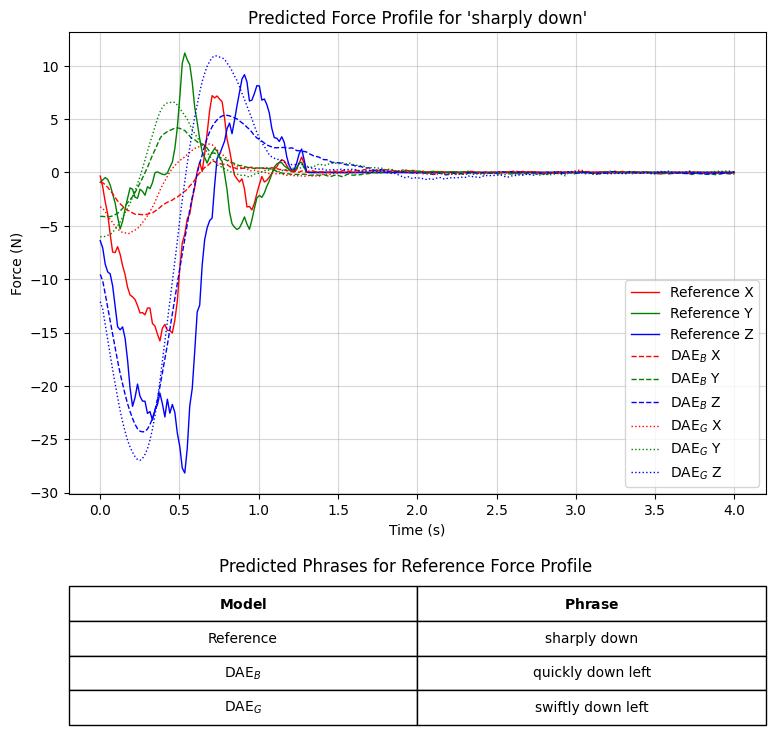 Predicted Force Profile for 'sharply down'
Force (N)
10
5
0
−5
−10
−15
−20
−25
−30
0.0 0.5 1.0 1.5 2.0 2.5 3.0 3.5 4.0
Time (s)
Reference X
Reference Y
Reference Z
DAE_B X
DAE_B Y
DAE_B Z
DAE_G X
DAE_G Y
DAE_G Z
Predicted Phrases for Reference Force Profile
Model Phrase
Reference sharply down
DAE_B quickly down left
DAE_G swiftly down left